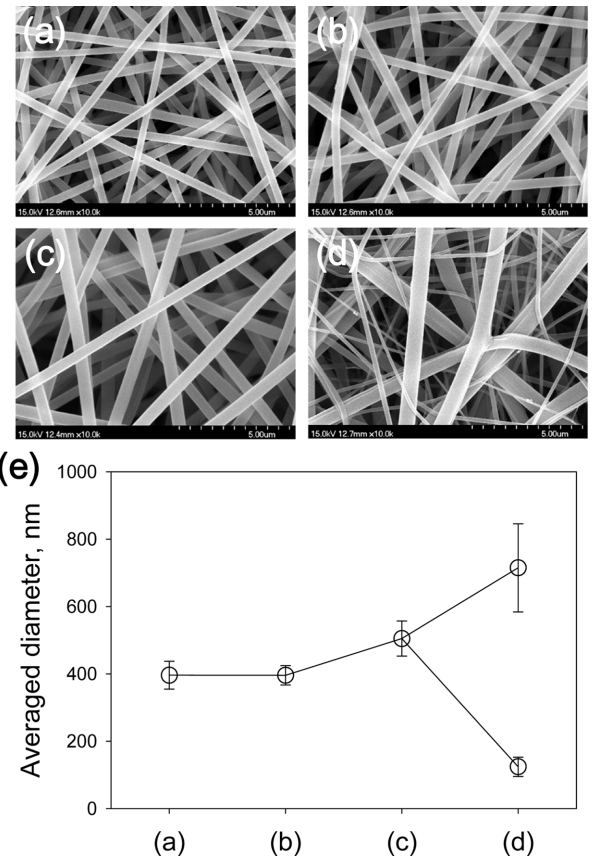 (a)
(b)
15.0kV 12.6mm x10.0k 5.00um
15.0kV 12.6mm x10.0k 5.00um
(c)
(d)
15.0kV 12.4mm x10.0k 5.00um
15.0kV 12.7mm x10.0k 5.00um
(e)
1000
800
600
400
200
0
Averaged diameter, nm
(a) (b) (c) (d)